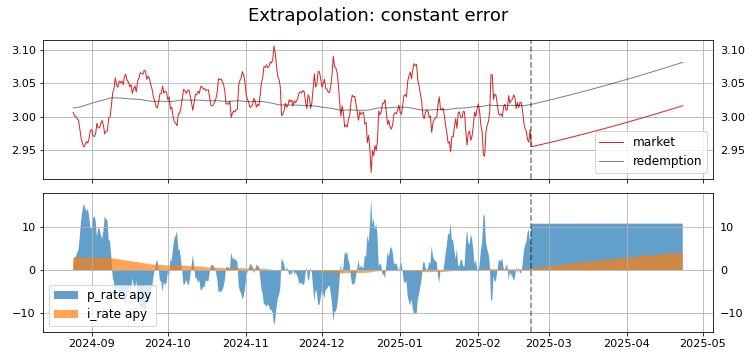 Extrapolation: constant error
3.10 3.10
3.05 3.05
3.00 3.00
2.95 2.95
market
redemption
10 10
0 0
−10 −10
p_rate apy
i_rate apy
2024-09 2024-10 2024-11 2024-12 2025-01 2025-02 2025-03 2025-04 2025-05